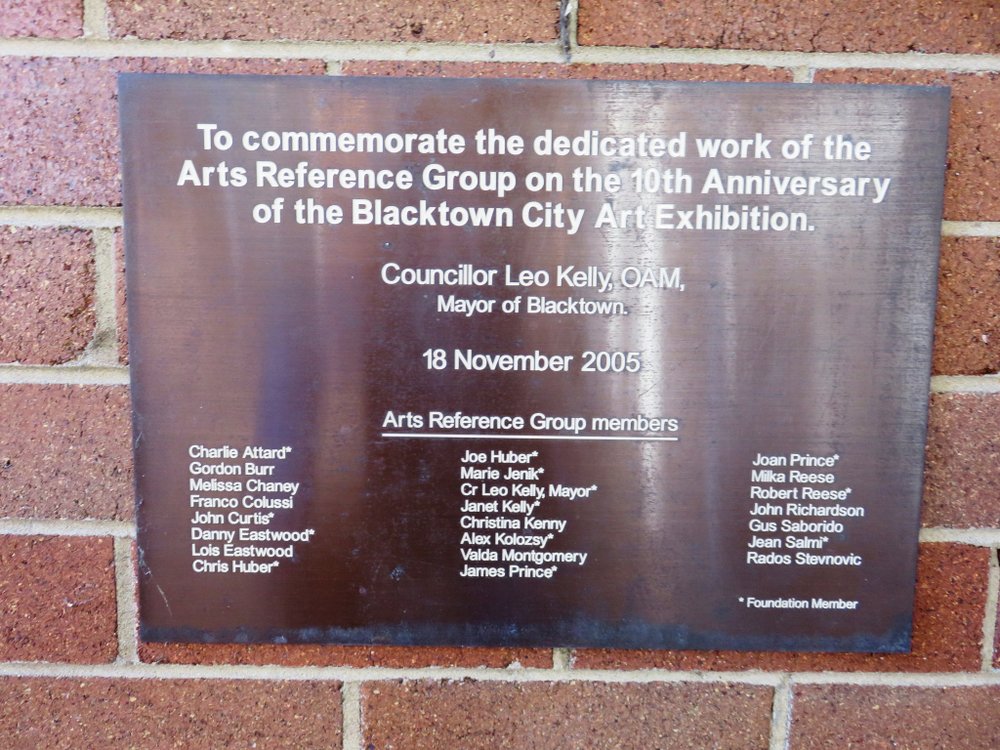 To commemorate the dedicated work of the
Arts Reference Group on the 10th Anniversary
of the Blacktown City Art Exhibition.
Councillor Leo Kelly, OAM,
Mayor of Blacktown.
18 November 2005
Arts Reference Group members
Charlie Attard*
Gordon Burr
Melissa Chaney
Franco Colussi
John Curtis*
Danny Eastwood*
Lois Eastwood
Chris Huber*
Joe Huber*
Marie Jenik*
Cr Leo Kelly, Mayor*
Janet Kelly*
Christina Kenny
Alex Kolozsy*
Valda Montgomery
James Prince*
Joan Prince*
Milka Reese
Robert Reese*
John Richardson
Gus Saborido
Jean Salmi*
Rados Stevnovic
* Foundation Member